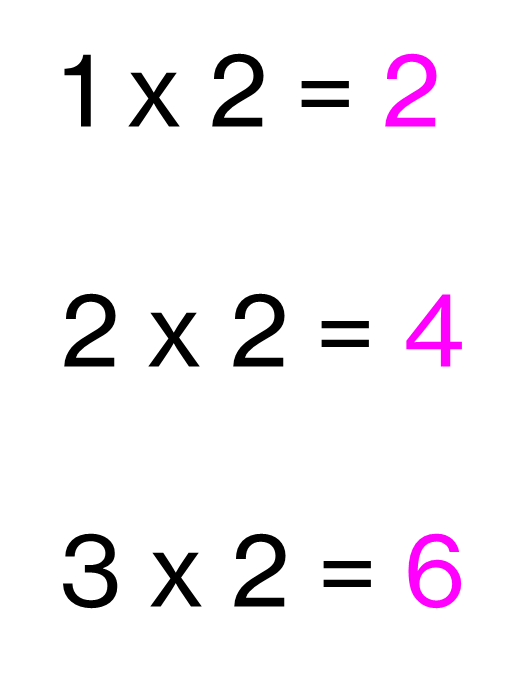 1 x 2 = 2
2 x 2 = 4
3 x 2 = 6